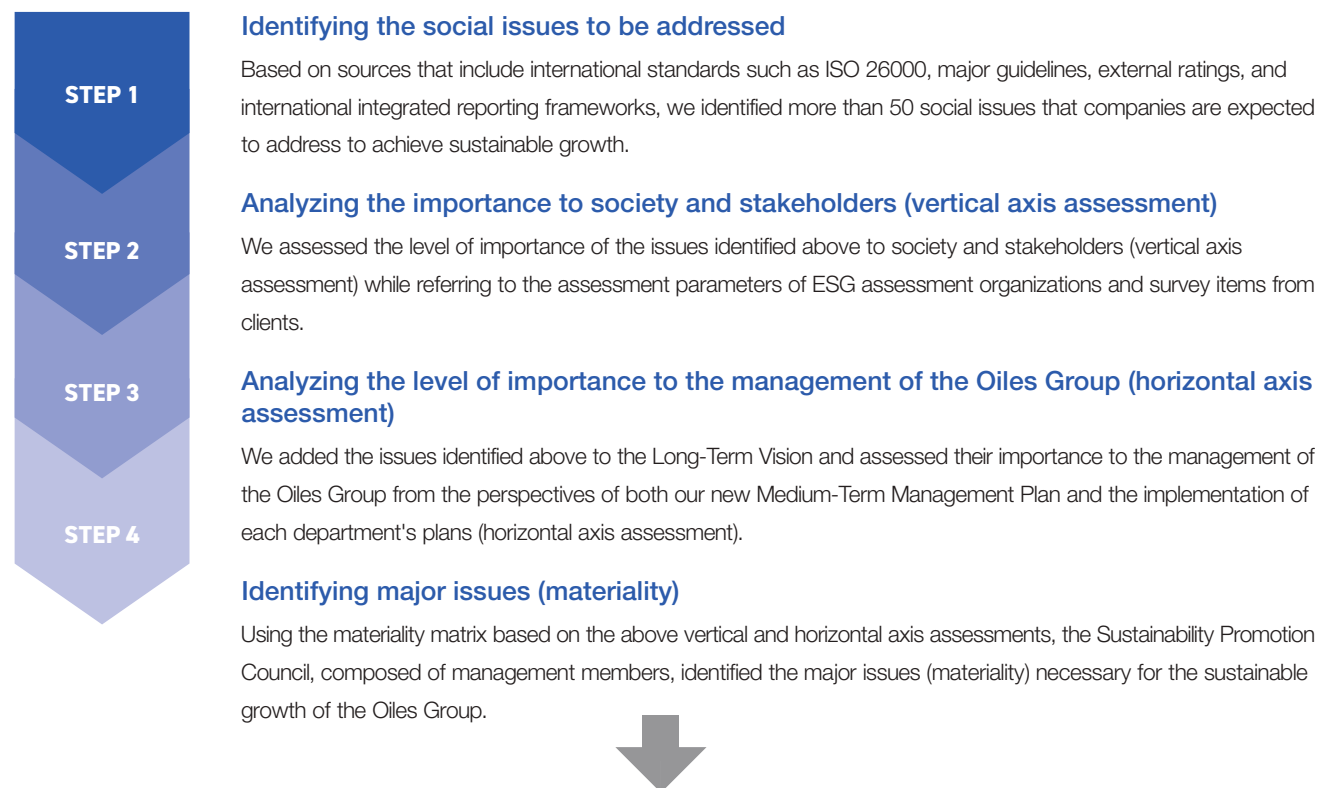 STEP 1
Identifying the social issues to be addressed
Based on sources that include international standards such as ISO 26000, major guidelines, external ratings, and
international integrated reporting frameworks, we identified more than 50 social issues that companies are expected
to address to achieve sustainable growth.
STEP 2
Analyzing the importance to society and stakeholders (vertical axis assessment)
We assessed the level of importance of the issues identified above to society and stakeholders (vertical axis
assessment) while referring to the assessment parameters of ESG assessment organizations and survey items from
clients.
STEP 3
Analyzing the level of importance to the management of the Oiles Group (horizontal axis
assessment)
We added the issues identified above to the Long-Term Vision and assessed their importance to the management of
the Oiles Group from the perspectives of both our new Medium-Term Management Plan and the implementation of
each department's plans (horizontal axis assessment).
STEP 4
Identifying major issues (materiality)
Using the materiality matrix based on the above vertical and horizontal axis assessments, the Sustainability Promotion
Council, composed of management members, identified the major issues (materiality) necessary for the sustainable
growth of the Oiles Group.